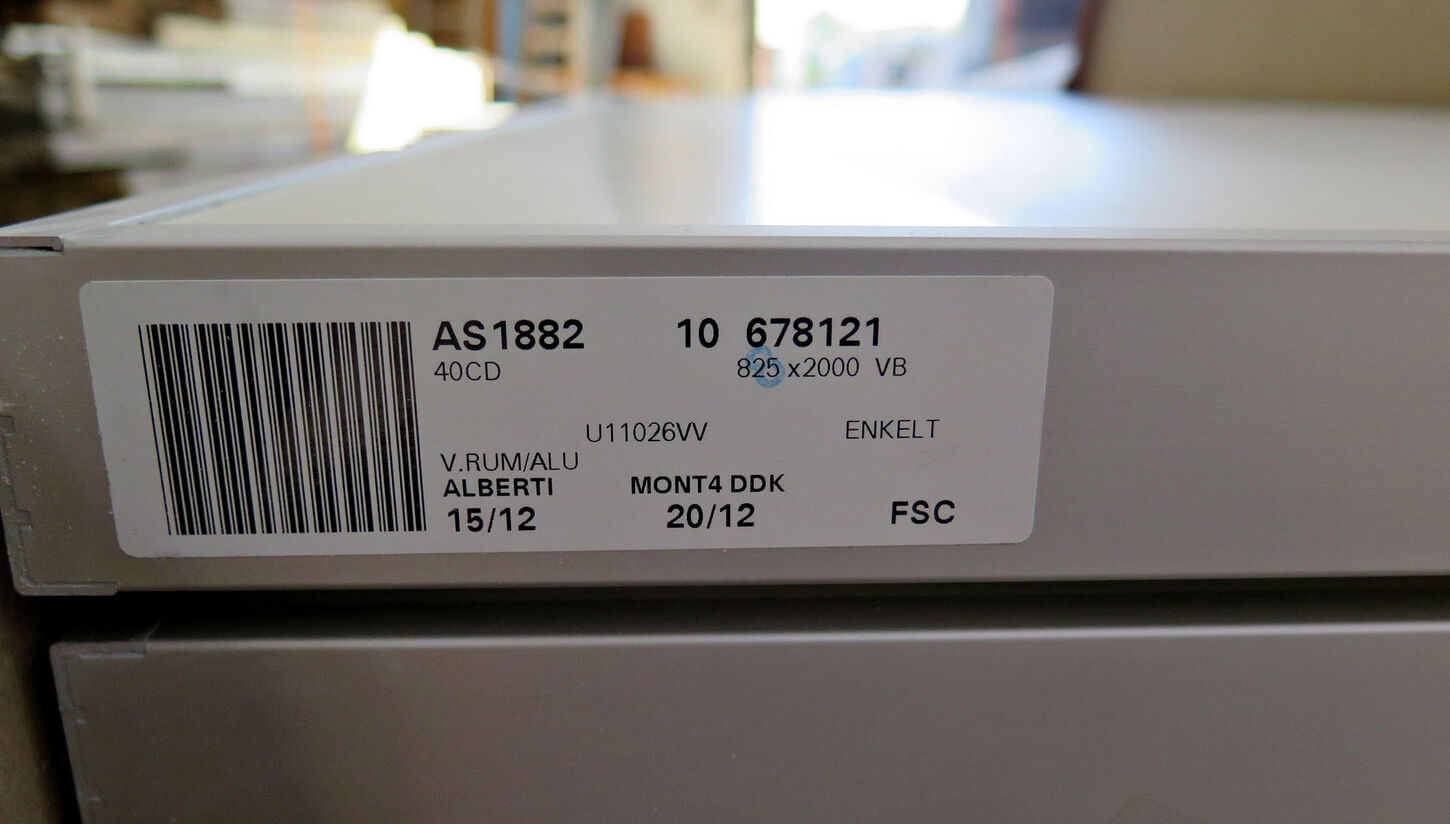 AS1882 10 678121
40CD 825 x2000 VB
U11026VV ENKELT
V.RUM/ALU
ALBERTI MONT4 DDK
15/12 20/12 FSC